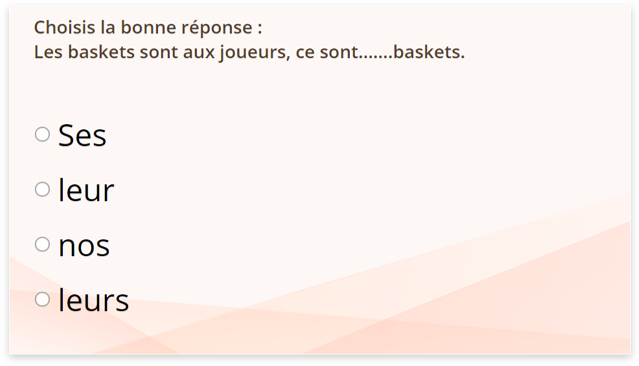 Choisis la bonne réponse :
Les baskets sont aux joueurs, ce sont.......baskets.
Ses
leur
nos
leurs